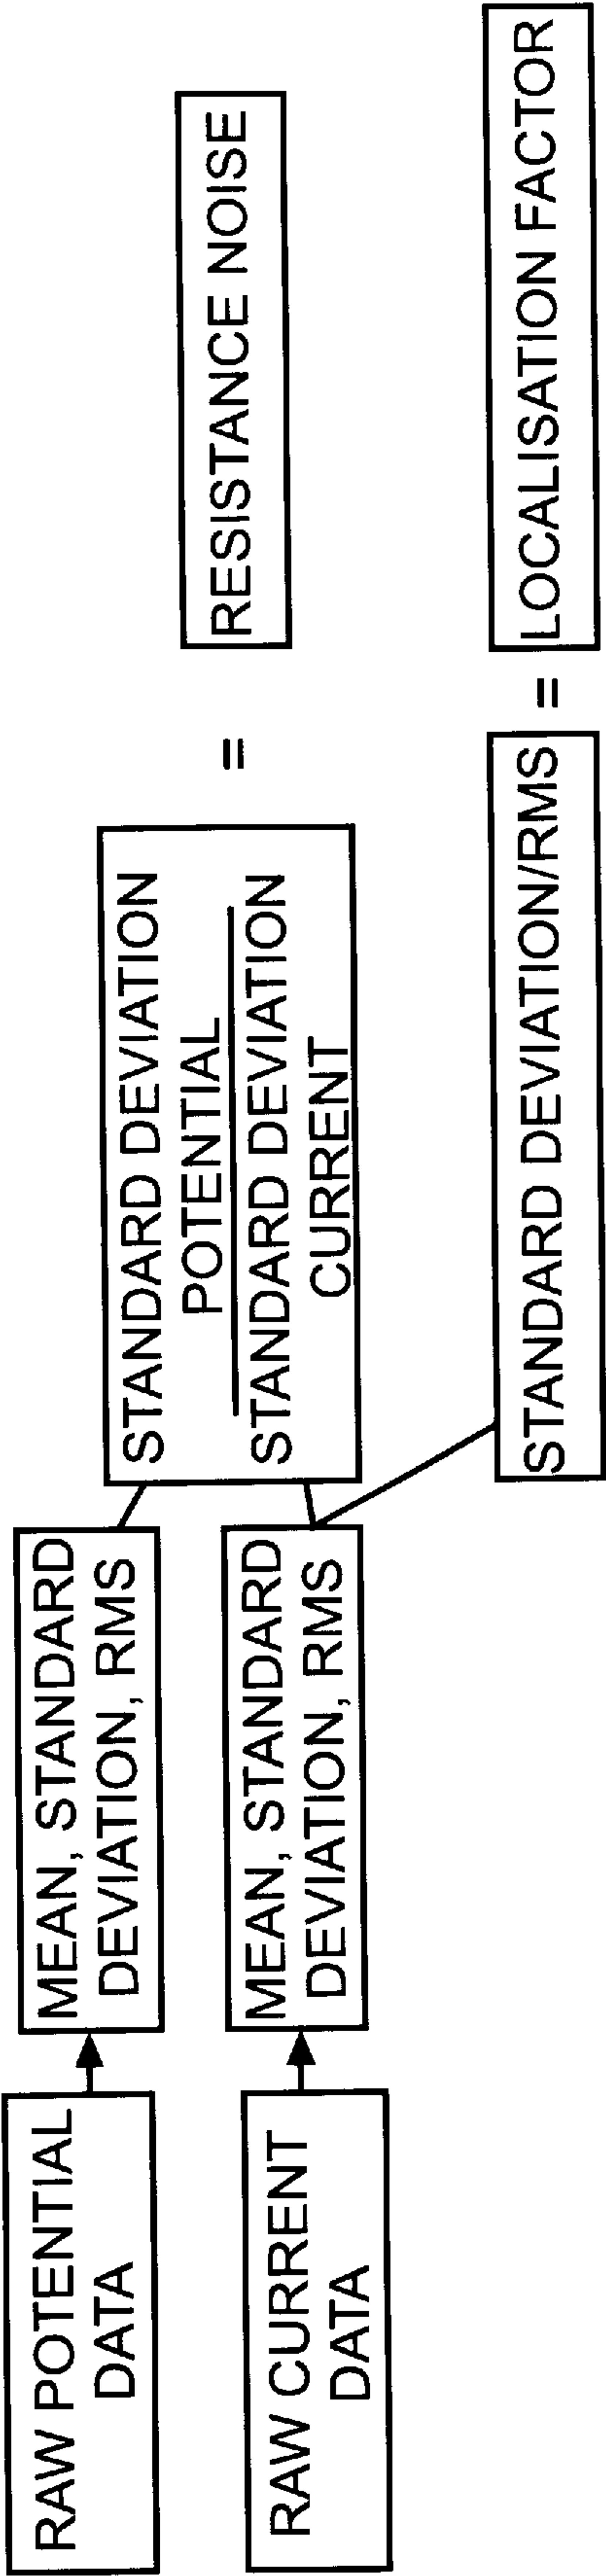 RAW POTENTIAL
DATA
MEAN, STANDARD
DEVIATION, RMS
RAW CURRENT
DATA
MEAN, STANDARD
DEVIATION, RMS
STANDARD DEVIATION
POTENTIAL
STANDARD DEVIATION
CURRENT
=
RESISTANCE NOISE
STANDARD DEVIATION/RMS
=
LOCALISATION FACTOR